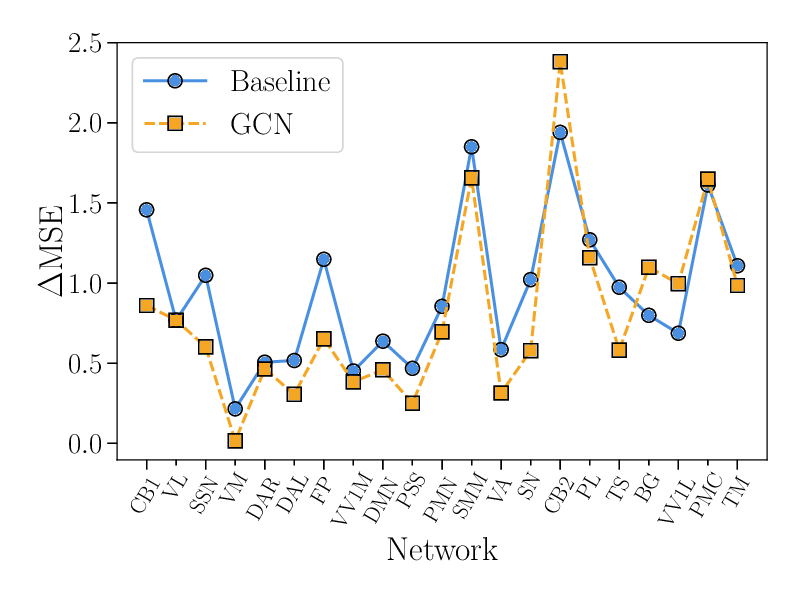 2.5
2.0
1.5
1.0
0.5
0.0
ΔMSE
Baseline
GCN
CB1 VL SSN VM DAR DAL FP VV1M DMN PSS PMN SMM VA SN CB2 PL TS BG VV1L PMC TM
Network